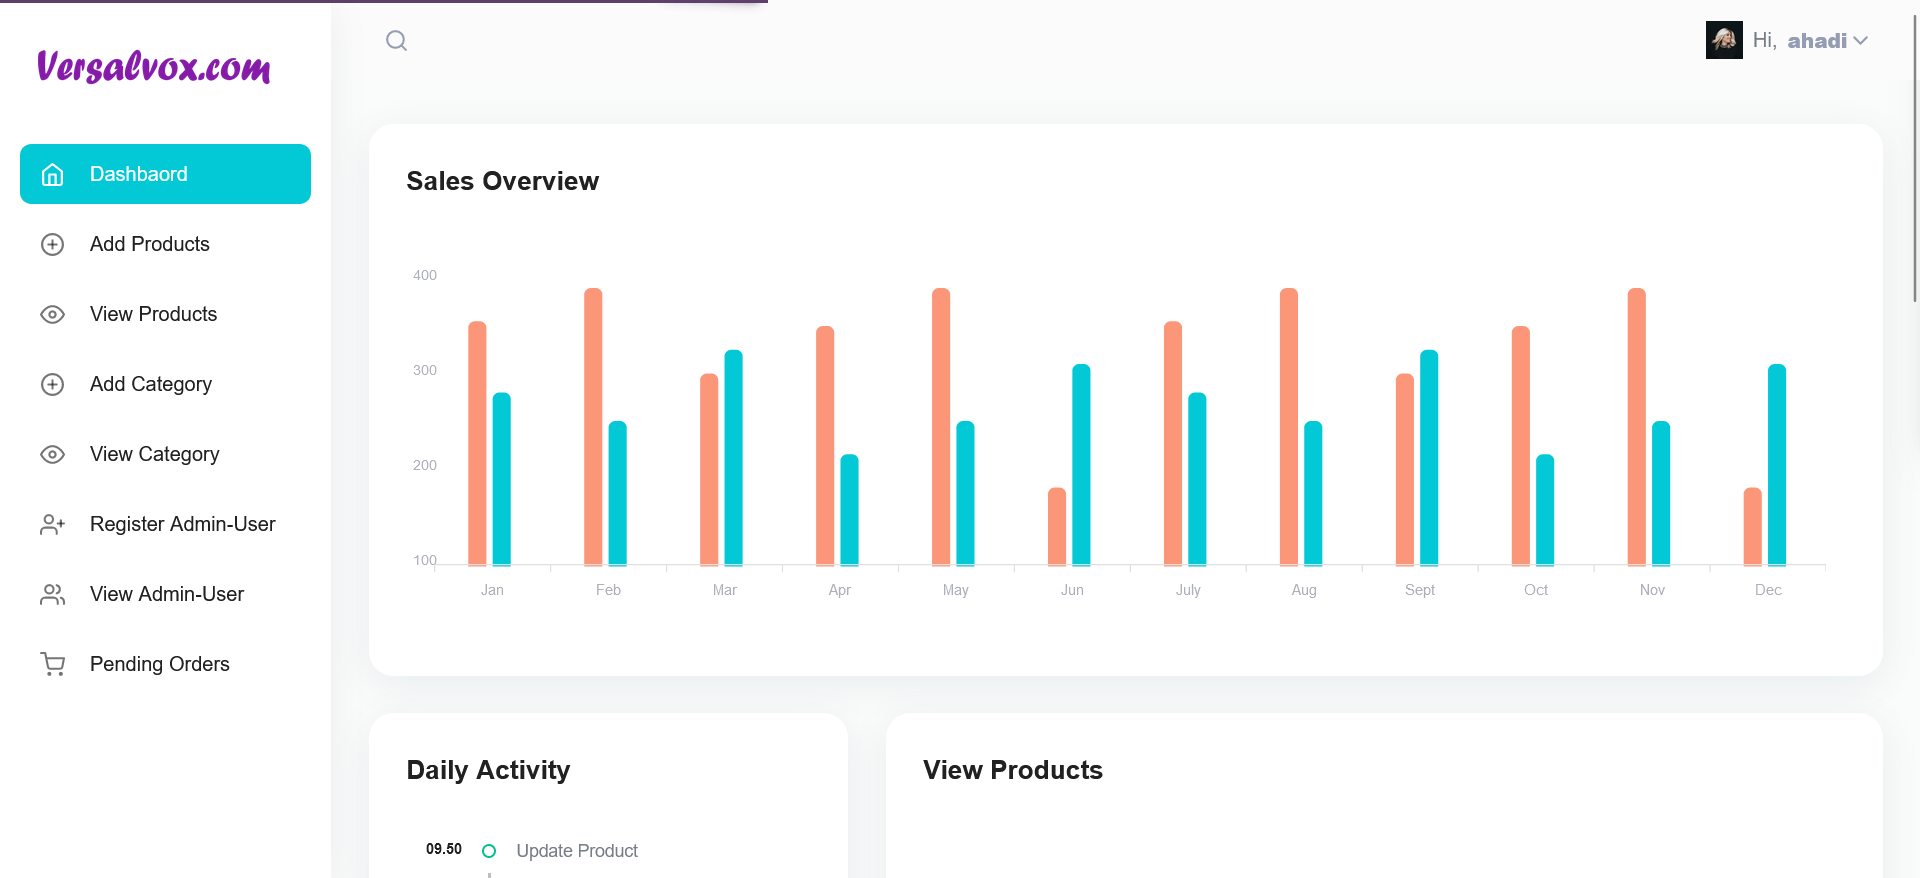 Versalvox.com
Hi, ahadi
Dashbaord
Add Products
View Products
Add Category
View Category
Register Admin-User
View Admin-User
Pending Orders
Sales Overview
400
300
200
100
Jan Feb Mar Apr May Jun July Aug Sept Oct Nov Dec
Daily Activity
09.50 Update Product
View Products